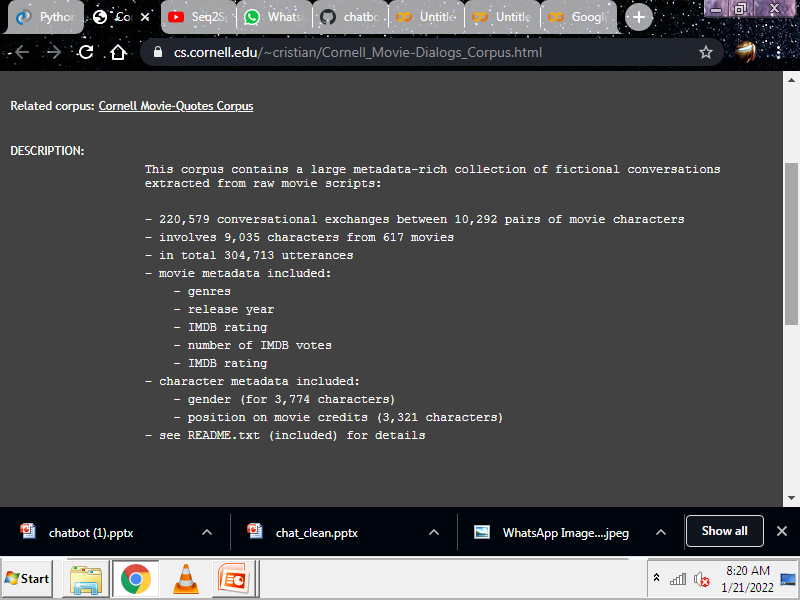 Python
Co
Seq2S
Whats
chatbo
Untitle
Untitle
Googl
cs.cornell.edu/~cristian/Cornell_Movie-Dialogs_Corpus.html
Related corpus: Cornell Movie-Quotes Corpus
DESCRIPTION:
This corpus contains a large metadata-rich collection of fictional conversations
extracted from raw movie scripts:
- 220,579 conversational exchanges between 10,292 pairs of movie characters
- involves 9,035 characters from 617 movies
- in total 304,713 utterances
- movie metadata included:
- genres
- release year
- IMDB rating
- number of IMDB votes
- IMDB rating
- character metadata included:
- gender (for 3,774 characters)
- position on movie credits (3,321 characters)
- see README.txt (included) for details
chatbot (1).pptx
chat_clean.pptx
WhatsApp Image....jpeg
Show all
Start
8:20 AM
1/21/2022